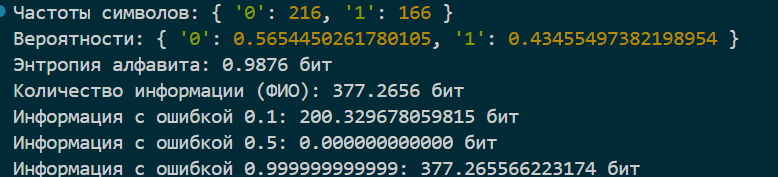 Частоты символов: { '0': 216, '1': 166 }
Вероятности: { '0': 0.5654450261780105, '1': 0.43455497382198954 }
Энтропия алфавита: 0.9876 бит
Количество информации (ФИО): 377.2656 бит
Информация с ошибкой 0.1: 200.329678059815 бит
Информация с ошибкой 0.5: 0.000000000000 бит
Информация с ошибкой 0.999999999999: 377.265566223174 бит